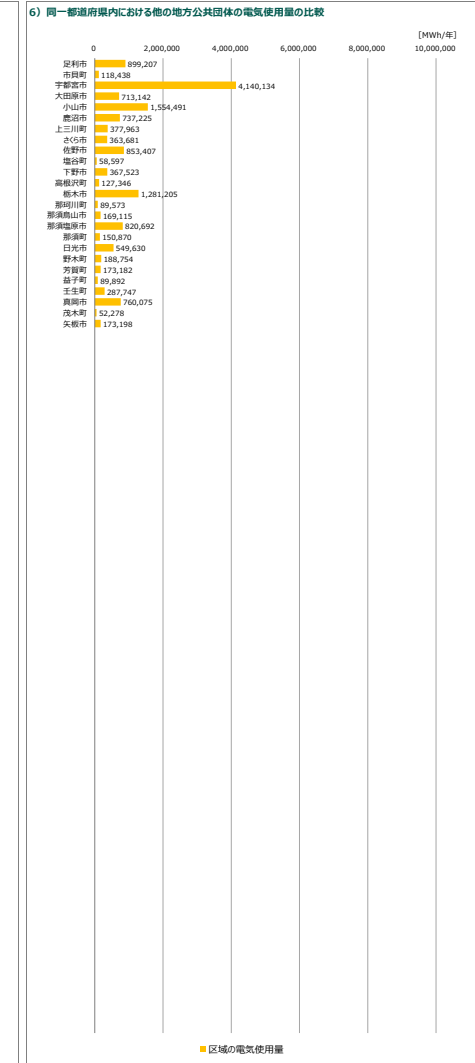 6）同一都道府県内における他の地方公共団体の電気使用量の比較
［MWh/年］
0 2,000,000 4,000,000 6,000,000 8,000,000 10,000,000
足利市 899,207
市貝町 118,438
宇都宮市 4,140,134
大田原市 713,142
小山市 1,554,491
鹿沼市 737,225
上三川町 377,963
さくら市 363,681
佐野市 853,407
塩谷町 58,597
下野市 367,523
高根沢町 127,346
栃木市 1,281,205
那珂川町 89,573
那須烏山市 169,115
那須塩原市 820,692
那須町 150,870
日光市 549,630
野木町 188,754
芳賀町 173,182
益子町 89,892
壬生町 287,747
真岡市 760,075
茂木町 52,278
矢板市 173,198
区域の電気使用量